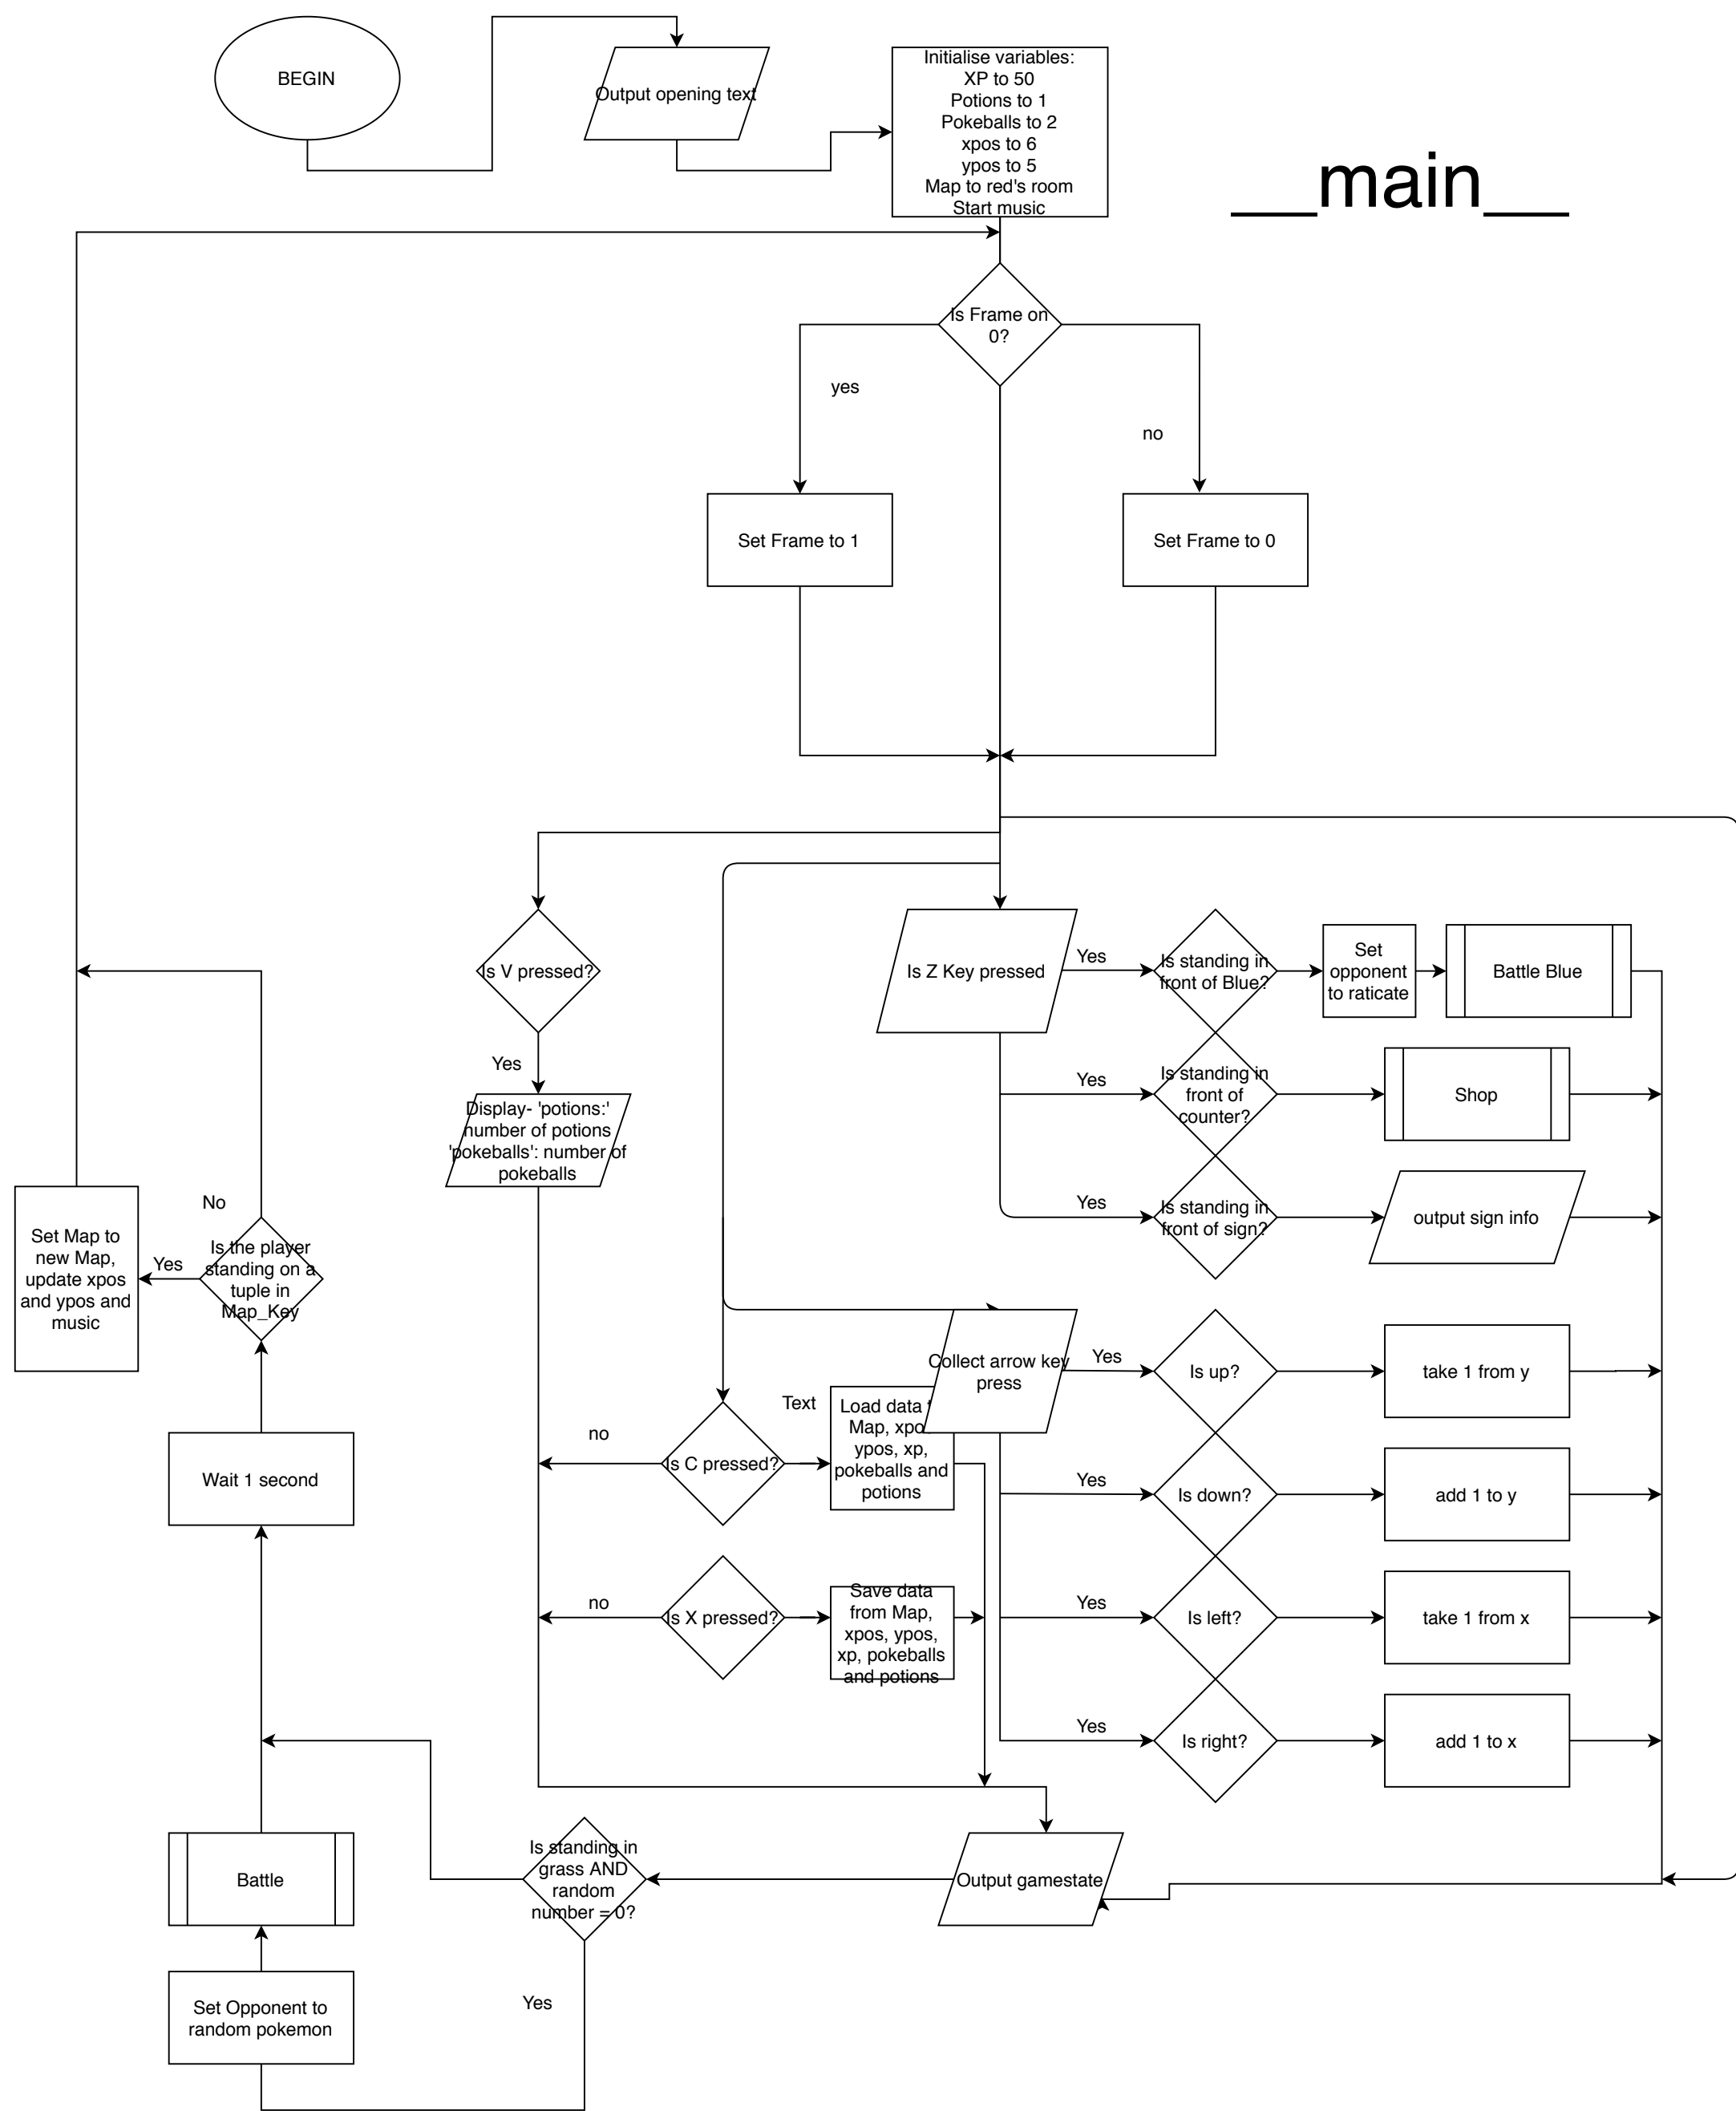 BEGIN
Output opening text
Initialise variables:
XP to 50
Potions to 1
Pokeballs to 2
xpos to 6
ypos to 5
Map to red's room
Start music
__main__
Is Frame on
0?
yes
no
Set Frame to 1
Set Frame to 0
Is V pressed?
Is Z Key pressed
Yes
Is standing in
front of Blue?
Set
opponent
to raticate
Battle Blue
Yes
Display- 'potions:'
number of potions
'pokeballs': number of
pokeballs
Yes
Is standing in
front of
counter?
Shop
Yes
Is standing in
front of sign?
output sign info
No
Is the player
standing on a
tuple in
Map_Key
Yes
Set Map to
new Map,
update xpos
and ypos and
music
Collect arrow key
press
Yes
Is up?
take 1 from y
Wait 1 second
no
Is C pressed?
Text
Load data
Map,
ypos, xp,
pokeballs and
potions
Yes
Is down?
add 1 to y
no
Is X pressed?
Save data
from Map,
xpos, ypos,
xp, pokeballs
and potions
Yes
Is left?
take 1 from x
Yes
Is right?
add 1 to x
Battle
Is standing in
grass AND
random
number = 0?
Output gamestate
Yes
Set Opponent to
random pokemon